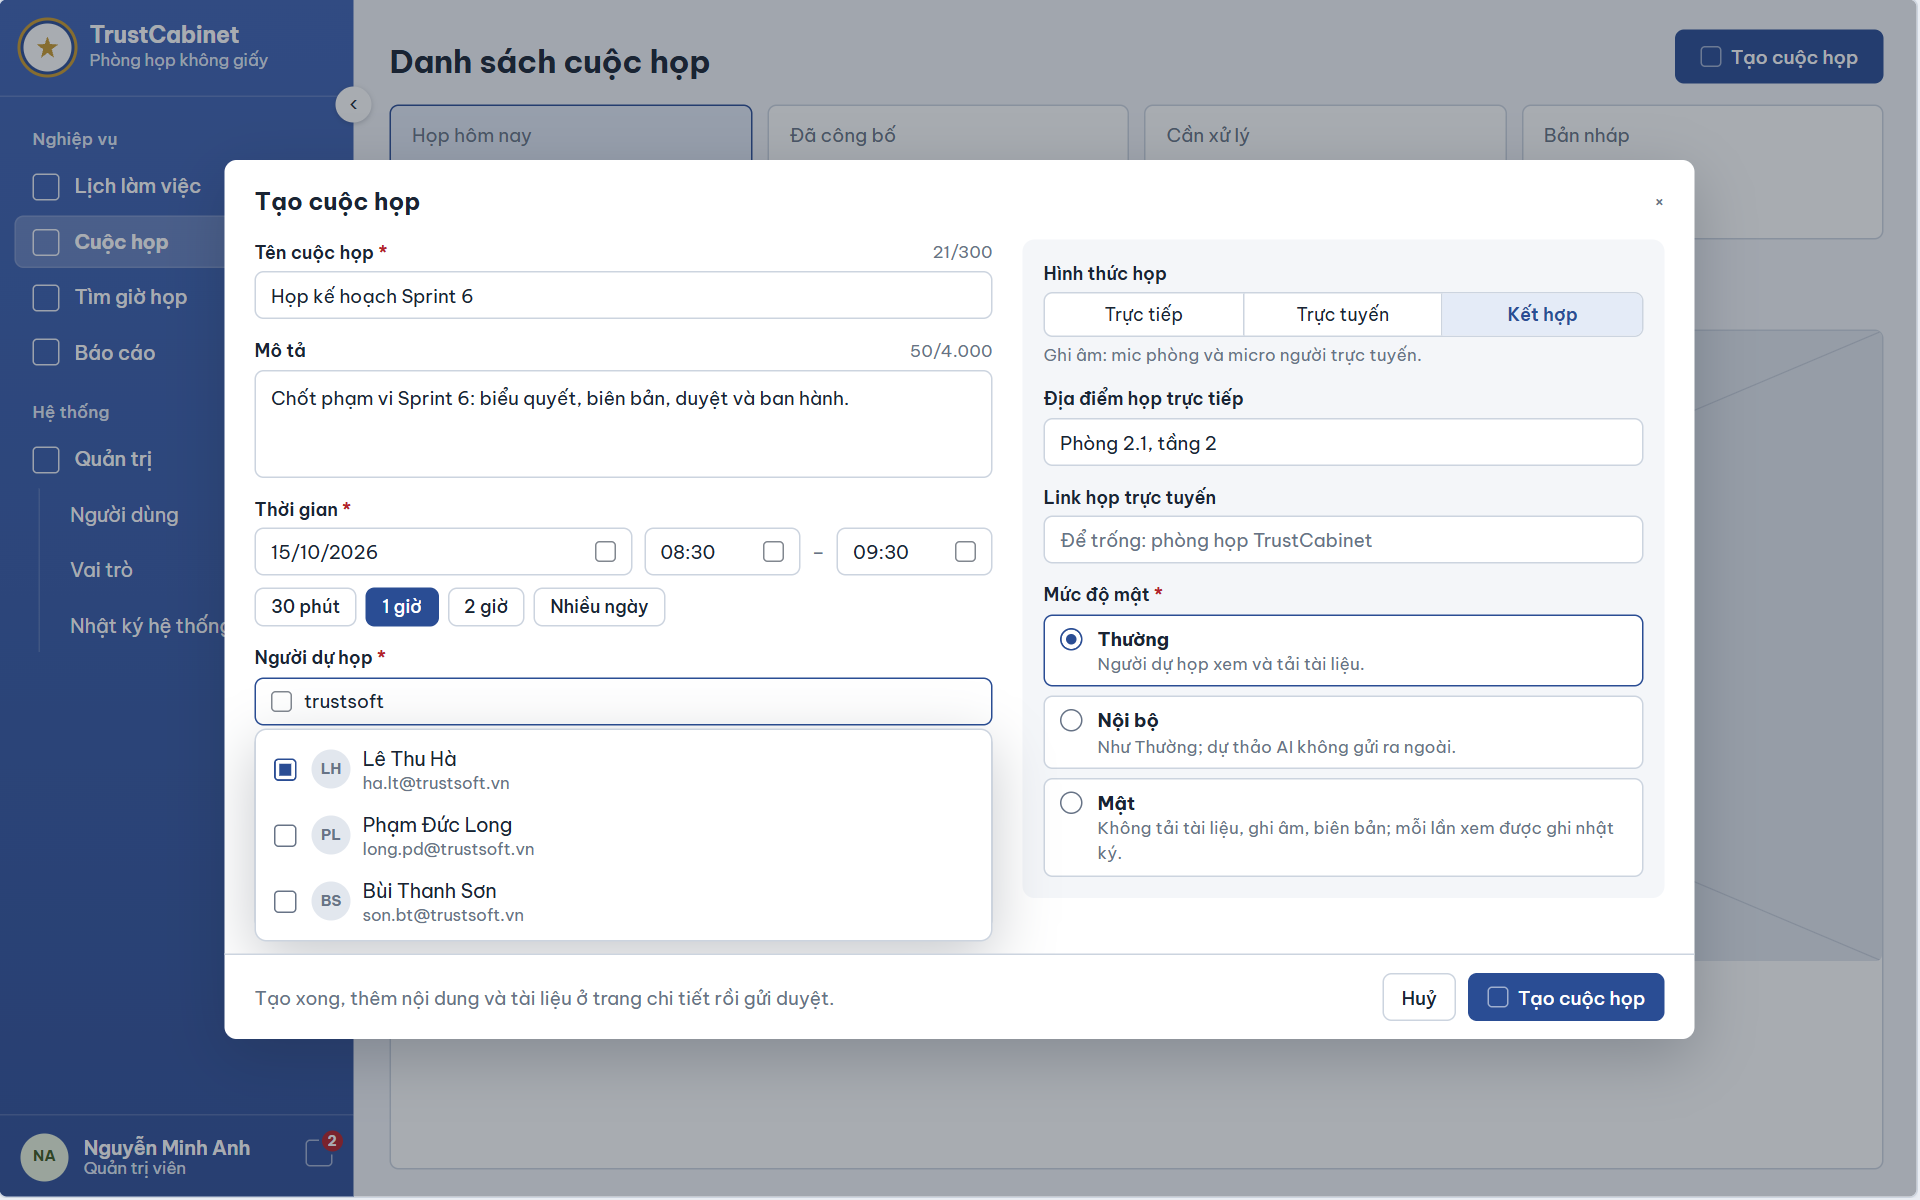 TrustCabinet
Phòng họp không giấy
Nghiệp vụ
Lịch làm việc
Cuộc họp
Tìm giờ họp
Báo cáo
Hệ thống
Quản trị
Người dùng
Vai trò
Nhật ký hệ thống
NA
Nguyễn Minh Anh
Quản trị viên
2
Danh sách cuộc họp
Tạo cuộc họp
Họp hôm nay
Đã công bố
Cần xử lý
Bản nháp
Tạo cuộc họp
×
Tên cuộc họp *
21/300
Họp kế hoạch Sprint 6
Mô tả
50/4.000
Chốt phạm vi Sprint 6: biểu quyết, biên bản, duyệt và ban hành.
Thời gian *
15/10/2026
08:30
–
09:30
30 phút
1 giờ
2 giờ
Nhiều ngày
Người dự họp *
trustsoft
LH
Lê Thu Hà
ha.lt@trustsoft.vn
PL
Phạm Đức Long
long.pd@trustsoft.vn
BS
Bùi Thanh Sơn
son.bt@trustsoft.vn
Hình thức họp
Trực tiếp
Trực tuyến
Kết hợp
Ghi âm: mic phòng và micro người trực tuyến.
Địa điểm họp trực tiếp
Phòng 2.1, tầng 2
Link họp trực tuyến
Để trống: phòng họp TrustCabinet
Mức độ mật *
Thường
Người dự họp xem và tải tài liệu.
Nội bộ
Như Thường; dự thảo AI không gửi ra ngoài.
Mật
Không tải tài liệu, ghi âm, biên bản; mỗi lần xem được ghi nhật
ký.
Tạo xong, thêm nội dung và tài liệu ở trang chi tiết rồi gửi duyệt.
Huỷ
Tạo cuộc họp